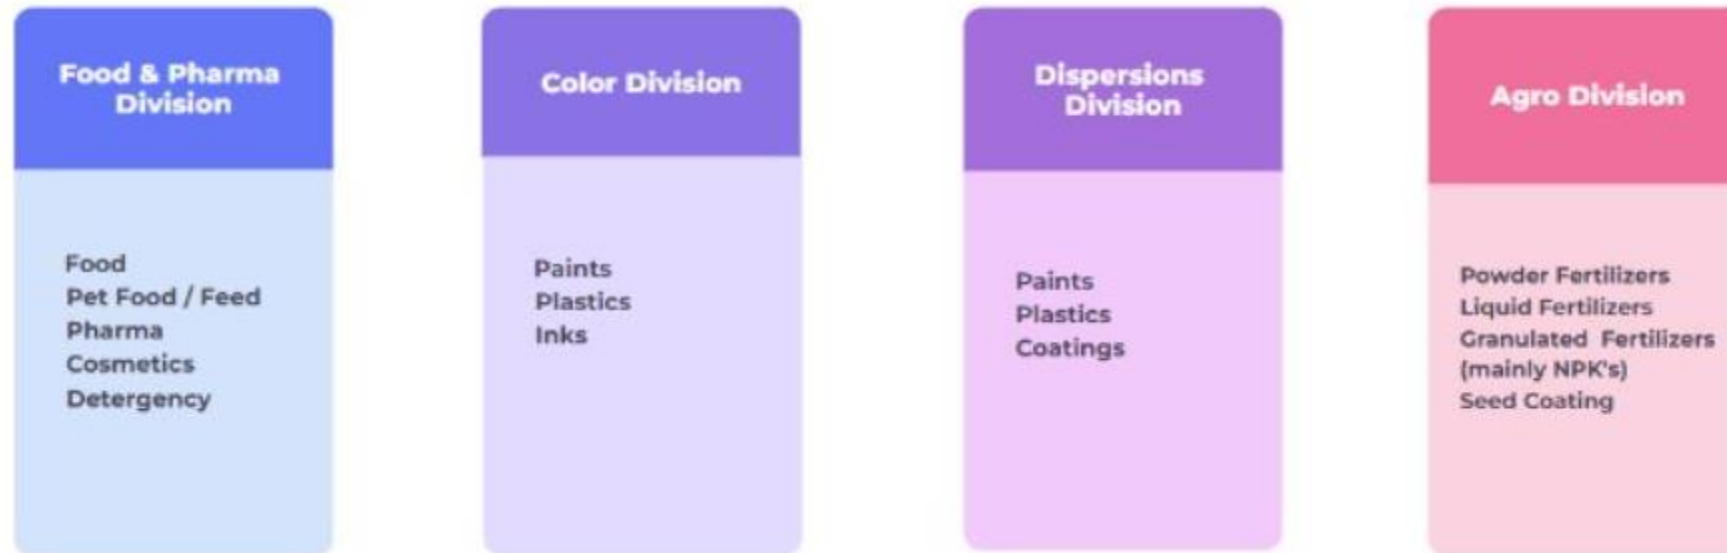 Food & Pharma
Division
Food
Pet Food / Feed
Pharma
Cosmetics
Detergency
Color Division
Paints
Plastics
Inks
Dispersions
Division
Paints
Plastics
Coatings
Agro Division
Powder Fertilizers
Liquid Fertilizers
Granulated Fertilizers
(mainly NPK's)
Seed Coating